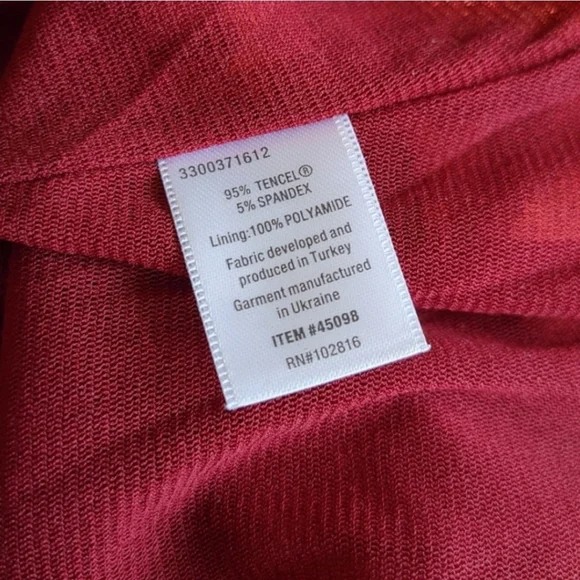 3300371612
95% TENCEL®
5% SPANDEX
Lining:100% POLYAMIDE
Fabric developed and
produced in Turkey
Garment manufactured
in Ukraine
ITEM #45098
RN#102816